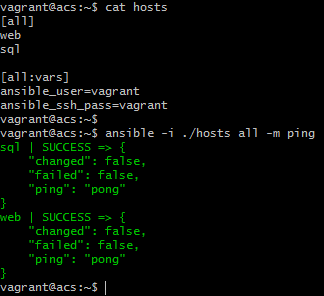 vagrant@acs:~$ cat hosts
[all]
web
sql

[all:vars]
ansible_user=vagrant
ansible_ssh_pass=vagrant
vagrant@acs:~$
vagrant@acs:~$ ansible -i ./hosts all -m ping
sql | SUCCESS => {
    "changed": false,
    "failed": false,
    "ping": "pong"
}
web | SUCCESS => {
    "changed": false,
    "failed": false,
    "ping": "pong"
}
vagrant@acs:~$